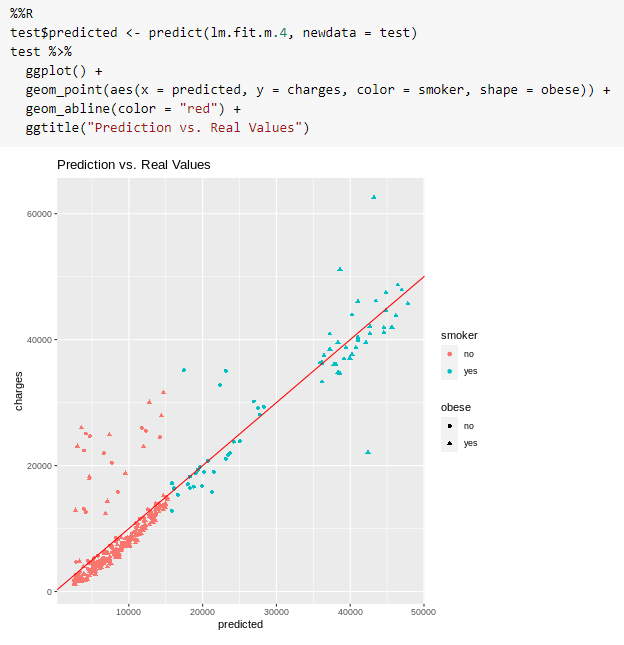 %%R
test$predicted <- predict(lm.fit.m.4, newdata = test)
test %>%
  ggplot() +
  geom_point(aes(x = predicted, y = charges, color = smoker, shape = obese)) +
  geom_abline(color = "red") +
  ggtitle("Prediction vs. Real Values")
Prediction vs. Real Values
60000
40000
20000
0
charges
10000 20000 30000 40000 50000
predicted
smoker
no
yes
obese
no
yes